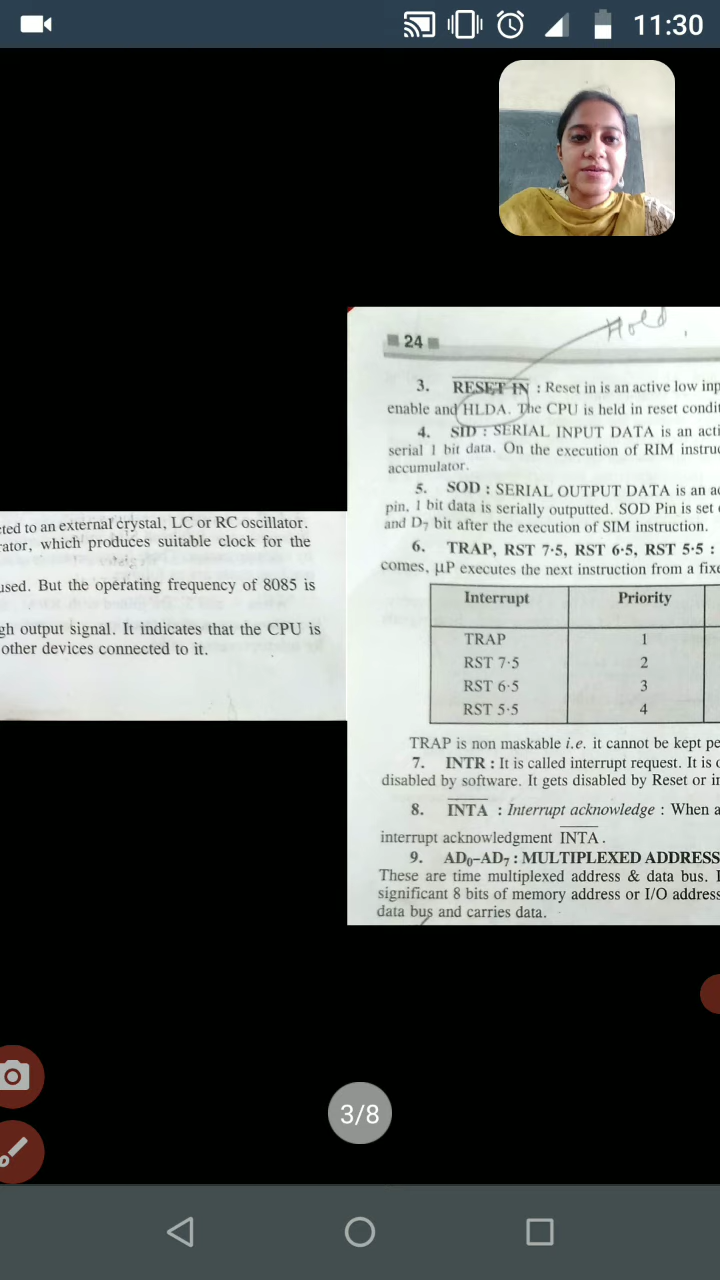 11:30
cted to an external crystal, LC or RC oscillator.
rator, which produces suitable clock for the
used. But the operating frequency of 8085 is
gh output signal. It indicates that the CPU is
other devices connected to it.
Hold,
24
3. RESET IN : Reset in is an active low inp
enable and HLDA. The CPU is held in reset condit
4. SID : SERIAL INPUT DATA is an acti
serial 1 bit data. On the execution of RIM instruc
accumulator.
5. SOD : SERIAL OUTPUT DATA is an ac
pin, 1 bit data is serially outputted. SOD Pin is set
and D₇ bit after the execution of SIM instruction.
6. TRAP, RST 7·5, RST 6·5, RST 5·5 :
comes, μP executes the next instruction from a fixe
Interrupt Priority
TRAP 1
RST 7·5 2
RST 6·5 3
RST 5·5 4
TRAP is non maskable i.e. it cannot be kept pe
7. INTR : It is called interrupt request. It is
disabled by software. It gets disabled by Reset or in
8. INTA : Interrupt acknowledge : When a
interrupt acknowledgment INTA.
9. AD₀–AD₇ : MULTIPLEXED ADDRESS
These are time multiplexed address & data bus.
significant 8 bits of memory address or I/O address
data bus and carries data.
3/8